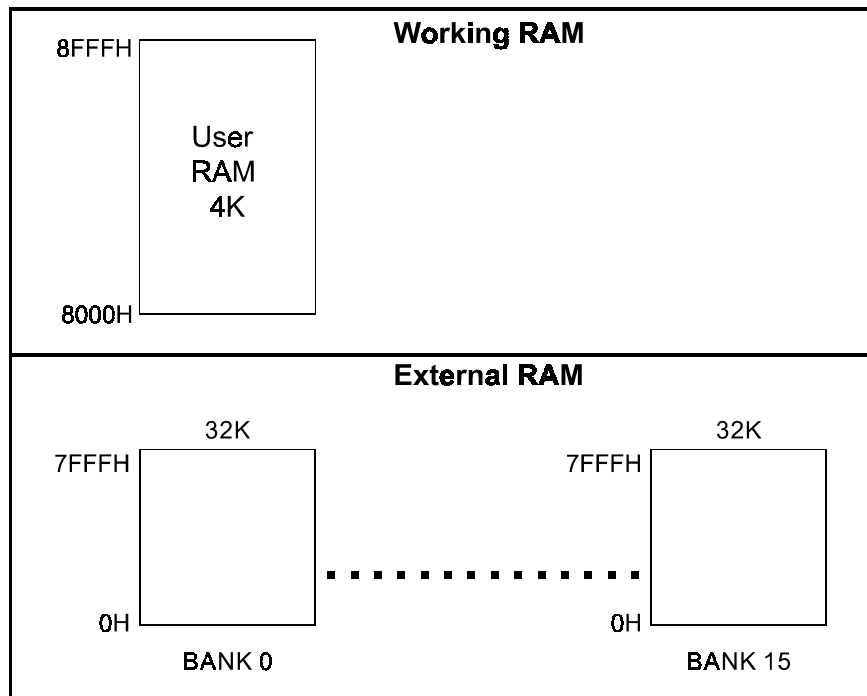 Working RAM
8FFFH
User
RAM
4K
8000H
External RAM
32K 32K
7FFFH 7FFFH
0H 0H
BANK 0 BANK 15